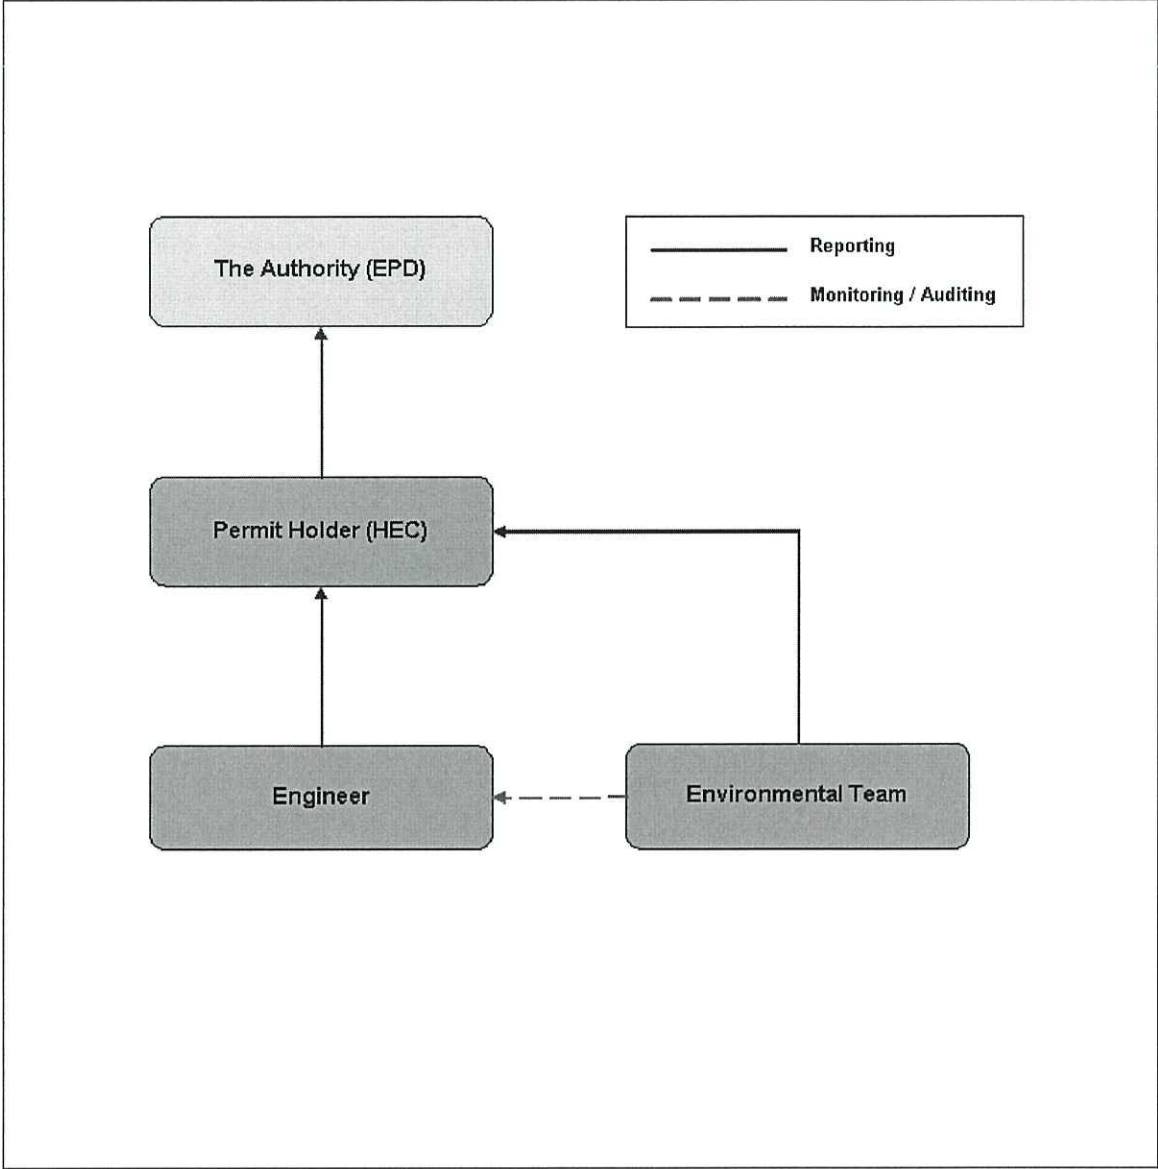 The Authority (EPD)
Reporting
Monitoring / Auditing
Permit Holder (HEC)
Engineer
Environmental Team